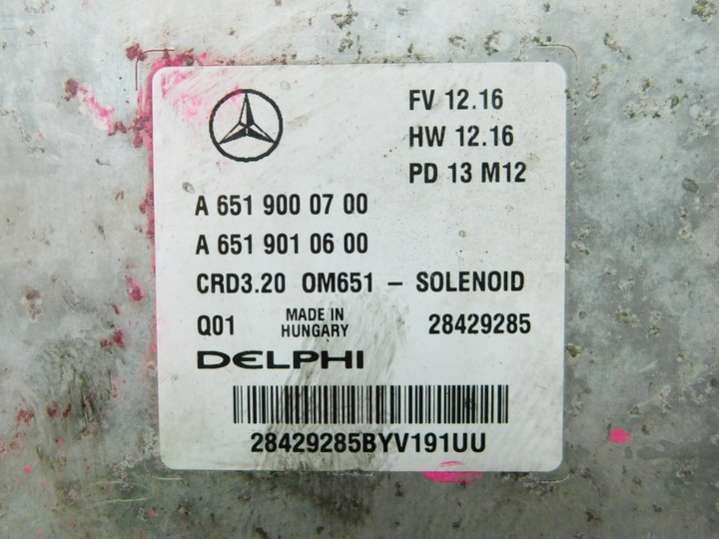 FV 12.16
HW 12.16
PD 13 M12
A 651 900 07 00
A 651 901 06 00
CRD3.20 OM651 – SOLENOID
Q01 MADE IN HUNGARY 28429285
DELPHI
28429285BYV191UU